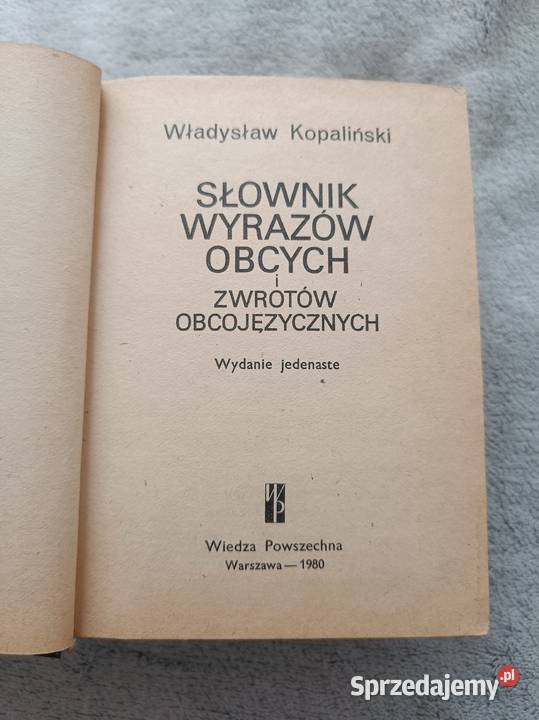 Władysław Kopaliński
SŁOWNIK
WYRAZÓW
OBCYCH
i
ZWROTÓW
OBCOJĘZYCZNYCH
Wydanie jedenaste
WP
Wiedza Powszechna
Warszawa — 1980
Sprzedajemy.pl